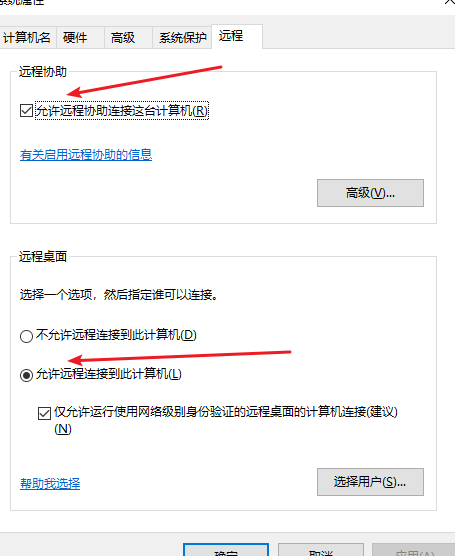 系统属性
计算机名 硬件 高级 系统保护 远程
远程协助
允许远程协助连接这台计算机(R)
有关启用远程协助的信息
高级(V)...
远程桌面
选择一个选项，然后指定谁可以连接。
不允许远程连接到此计算机(D)
允许远程连接到此计算机(L)
仅允许运行使用网络级别身份验证的远程桌面的计算机连接(建议)
(N)
帮助我选择
选择用户(S)...
确定 取消 应用(A)